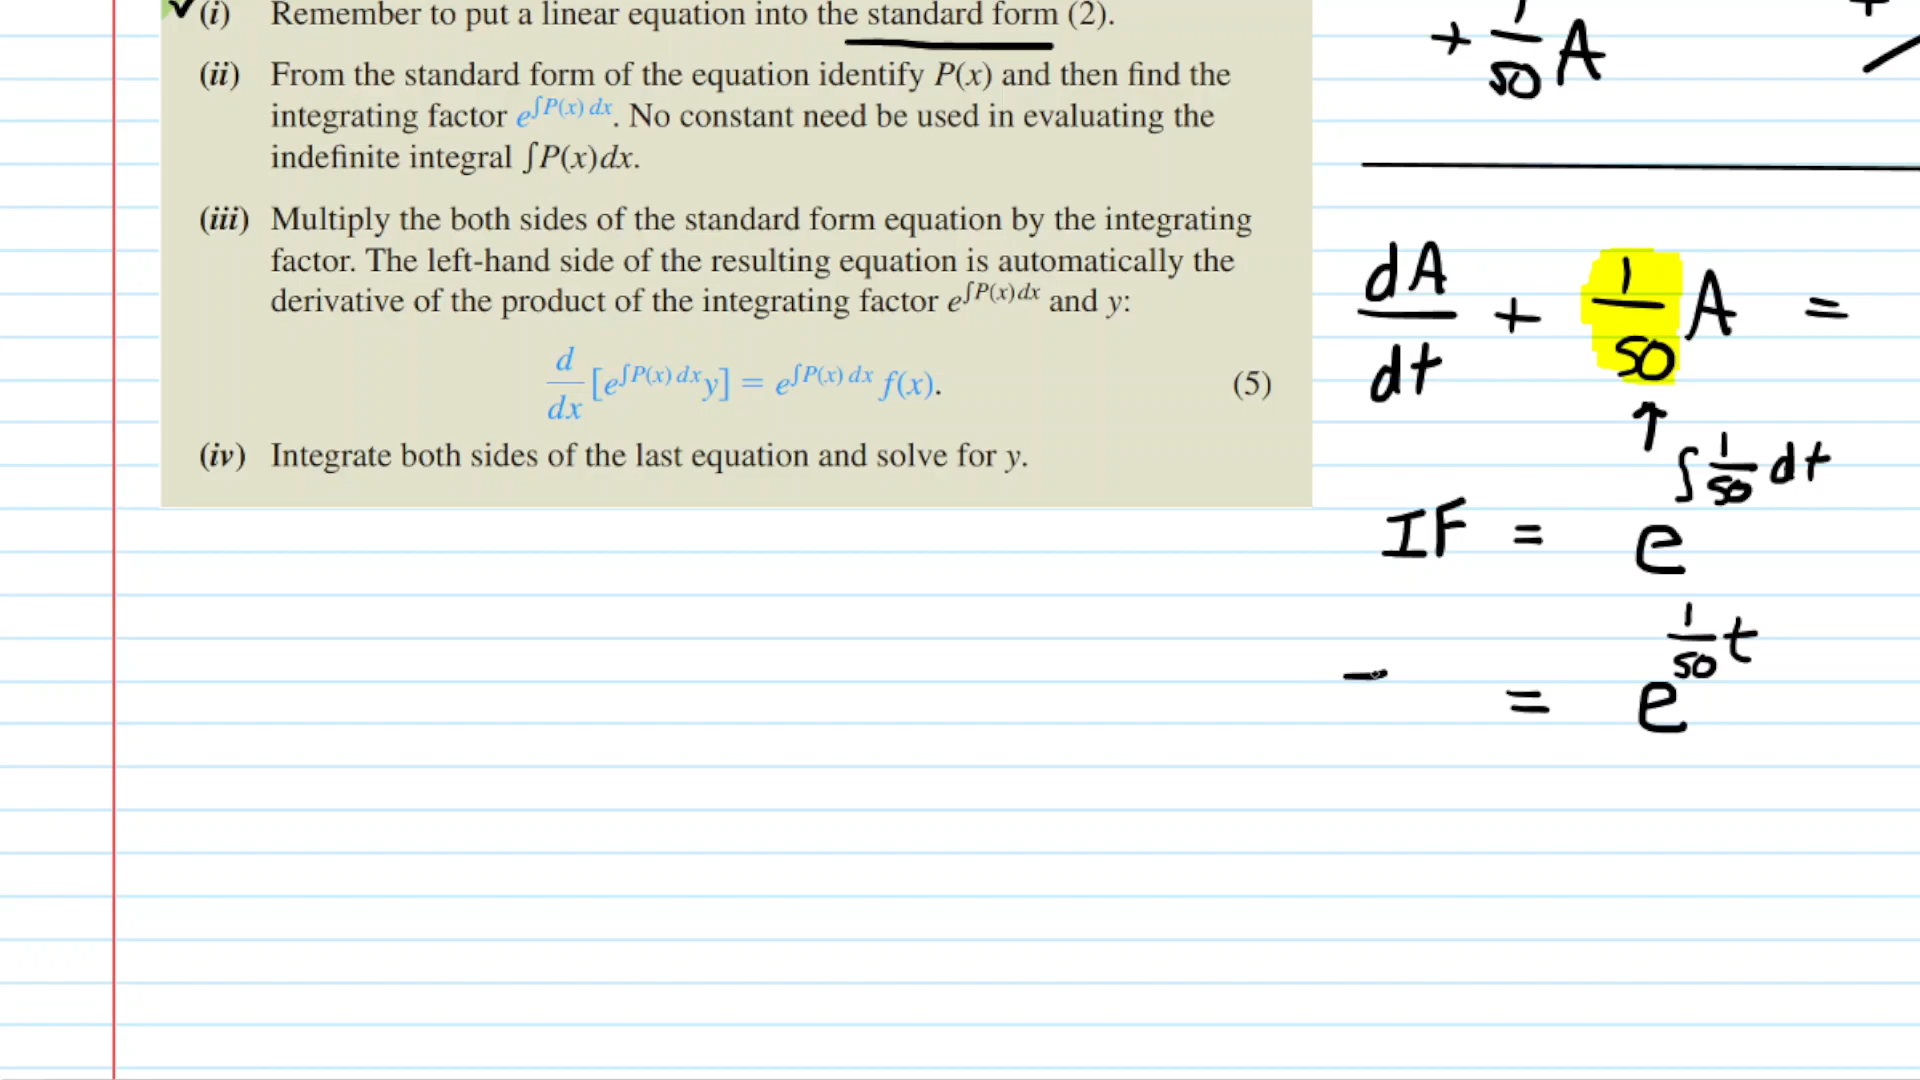 (i) Remember to put a linear equation into the standard form (2).
(ii) From the standard form of the equation identify P(x) and then find the
integrating factor e^∫P(x) dx. No constant need be used in evaluating the
indefinite integral ∫P(x)dx.
(iii) Multiply the both sides of the standard form equation by the integrating
factor. The left-hand side of the resulting equation is automatically the
derivative of the product of the integrating factor e^∫P(x)dx and y:
d/dx [e^∫P(x) dx y] = e^∫P(x) dx f(x). (5)
(iv) Integrate both sides of the last equation and solve for y.
+ 1/50 A
dA/dt + 1/50 A =
IF = e^∫ 1/50 dt
= e^1/50 t